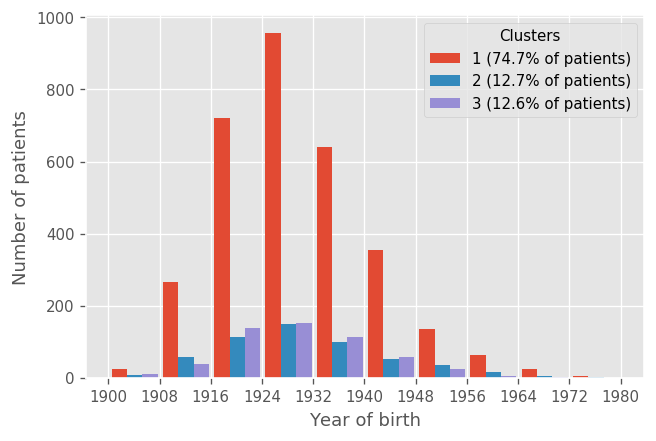 Clusters
1 (74.7% of patients)
2 (12.7% of patients)
3 (12.6% of patients)
Number of patients
1000
800
600
400
200
0
1900 1908 1916 1924 1932 1940 1948 1956 1964 1972 1980
Year of birth